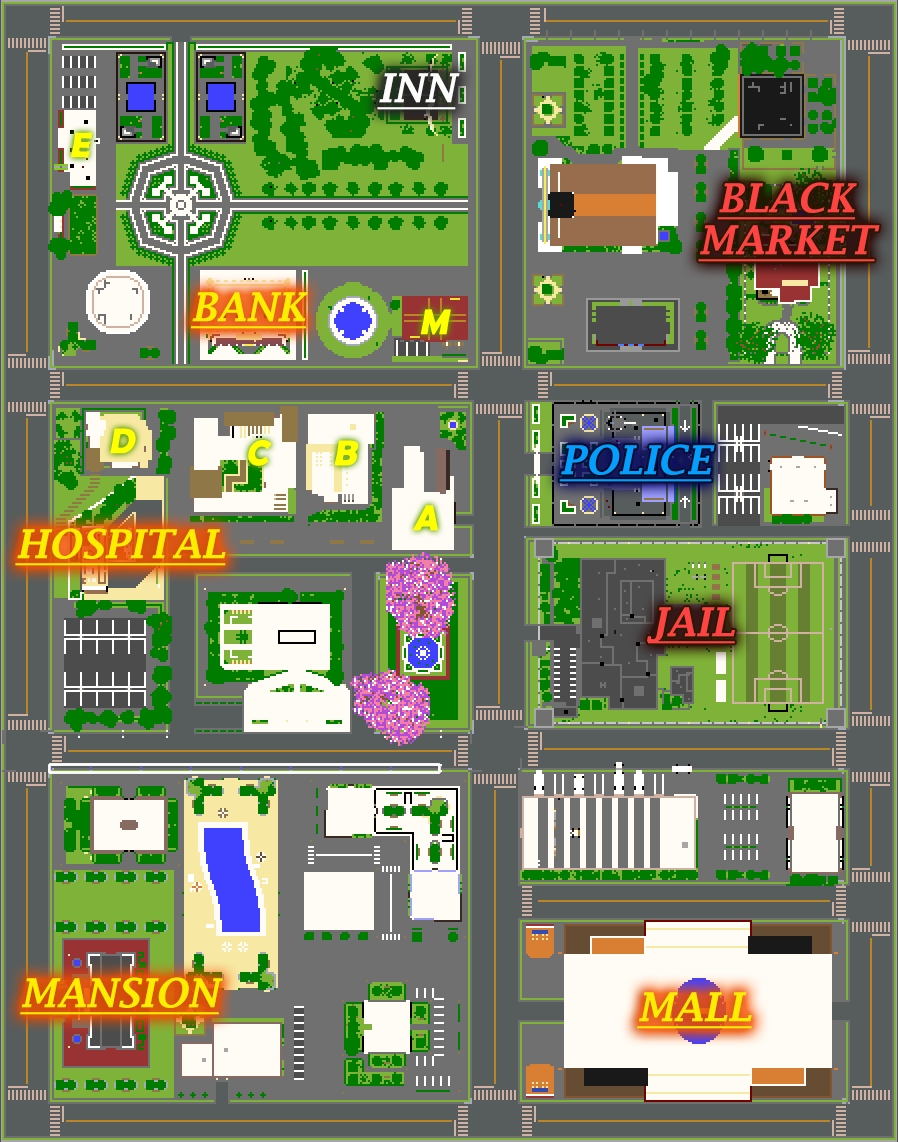 INN
E
BLACK
MARKET
BANK
M
D
C
B
POLICE
A
HOSPITAL
JAIL
MANSION
MALL